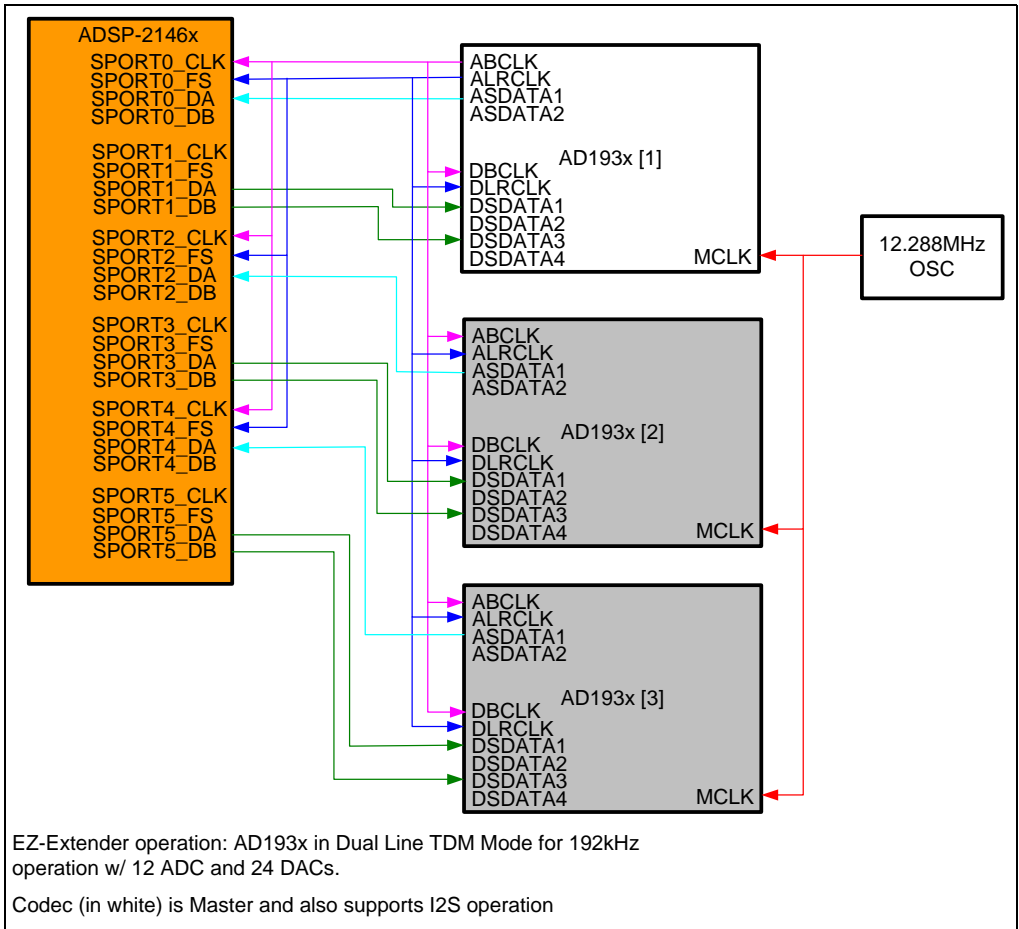 ADSP-2146x
SPORT0_CLK
SPORT0_FS
SPORT0_DA
SPORT0_DB
SPORT1_CLK
SPORT1_FS
SPORT1_DA
SPORT1_DB
SPORT2_CLK
SPORT2_FS
SPORT2_DA
SPORT2_DB
SPORT3_CLK
SPORT3_FS
SPORT3_DA
SPORT3_DB
SPORT4_CLK
SPORT4_FS
SPORT4_DA
SPORT4_DB
SPORT5_CLK
SPORT5_FS
SPORT5_DA
SPORT5_DB
ABCLK
ALRCLK
ASDATA1
ASDATA2
AD193x [1]
DBCLK
DLRCLK
DSDATA1
DSDATA2
DSDATA3
DSDATA4
MCLK
12.288MHz
OSC
ABCLK
ALRCLK
ASDATA1
ASDATA2
AD193x [2]
DBCLK
DLRCLK
DSDATA1
DSDATA2
DSDATA3
DSDATA4
MCLK
ABCLK
ALRCLK
ASDATA1
ASDATA2
AD193x [3]
DBCLK
DLRCLK
DSDATA1
DSDATA2
DSDATA3
DSDATA4
MCLK
EZ-Extender operation: AD193x in Dual Line TDM Mode for 192kHz
operation w/ 12 ADC and 24 DACs.
Codec (in white) is Master and also supports I2S operation